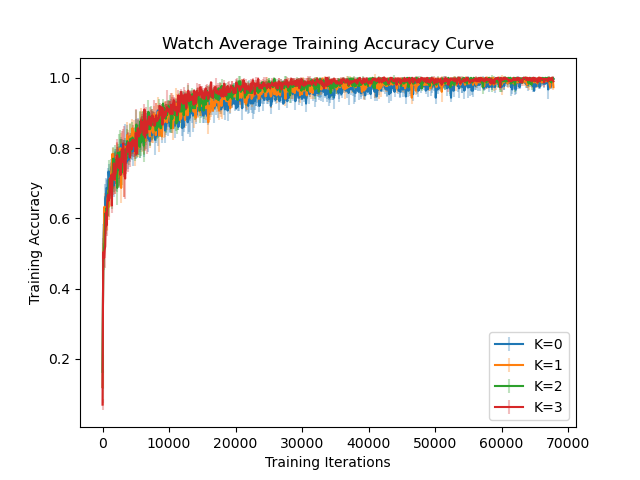 Watch Average Training Accuracy Curve
Training Accuracy
1.0
0.8
0.6
0.4
0.2
K=0
K=1
K=2
K=3
0 10000 20000 30000 40000 50000 60000 70000
Training Iterations